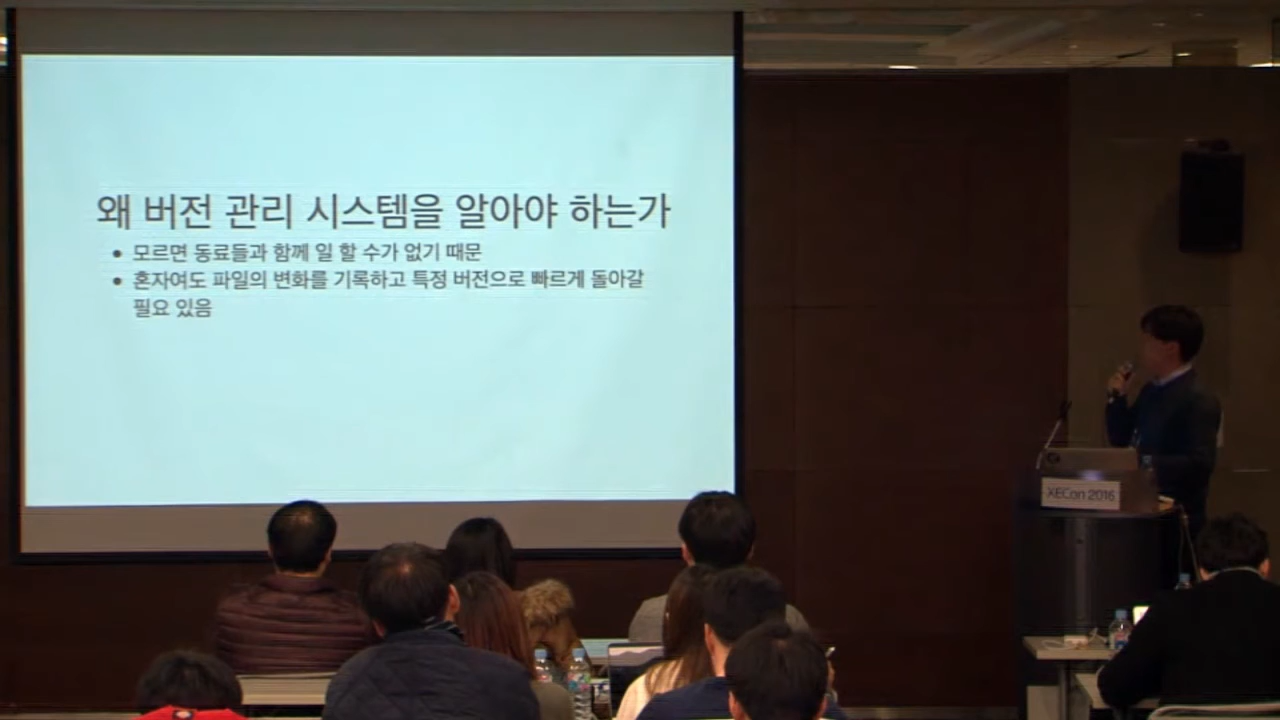 왜 버전 관리 시스템을 알아야 하는가
• 모르면 동료들과 함께 일 할 수가 없기 때문
• 혼자여도 파일의 변화를 기록하고 특정 버전으로 빠르게 돌아갈
필요 있음
XECon 2016